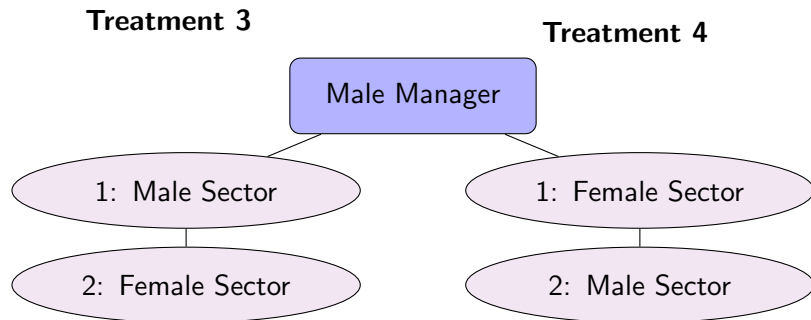 Treatment 3
Treatment 4
Male Manager
1: Male Sector
1: Female Sector
2: Female Sector
2: Male Sector